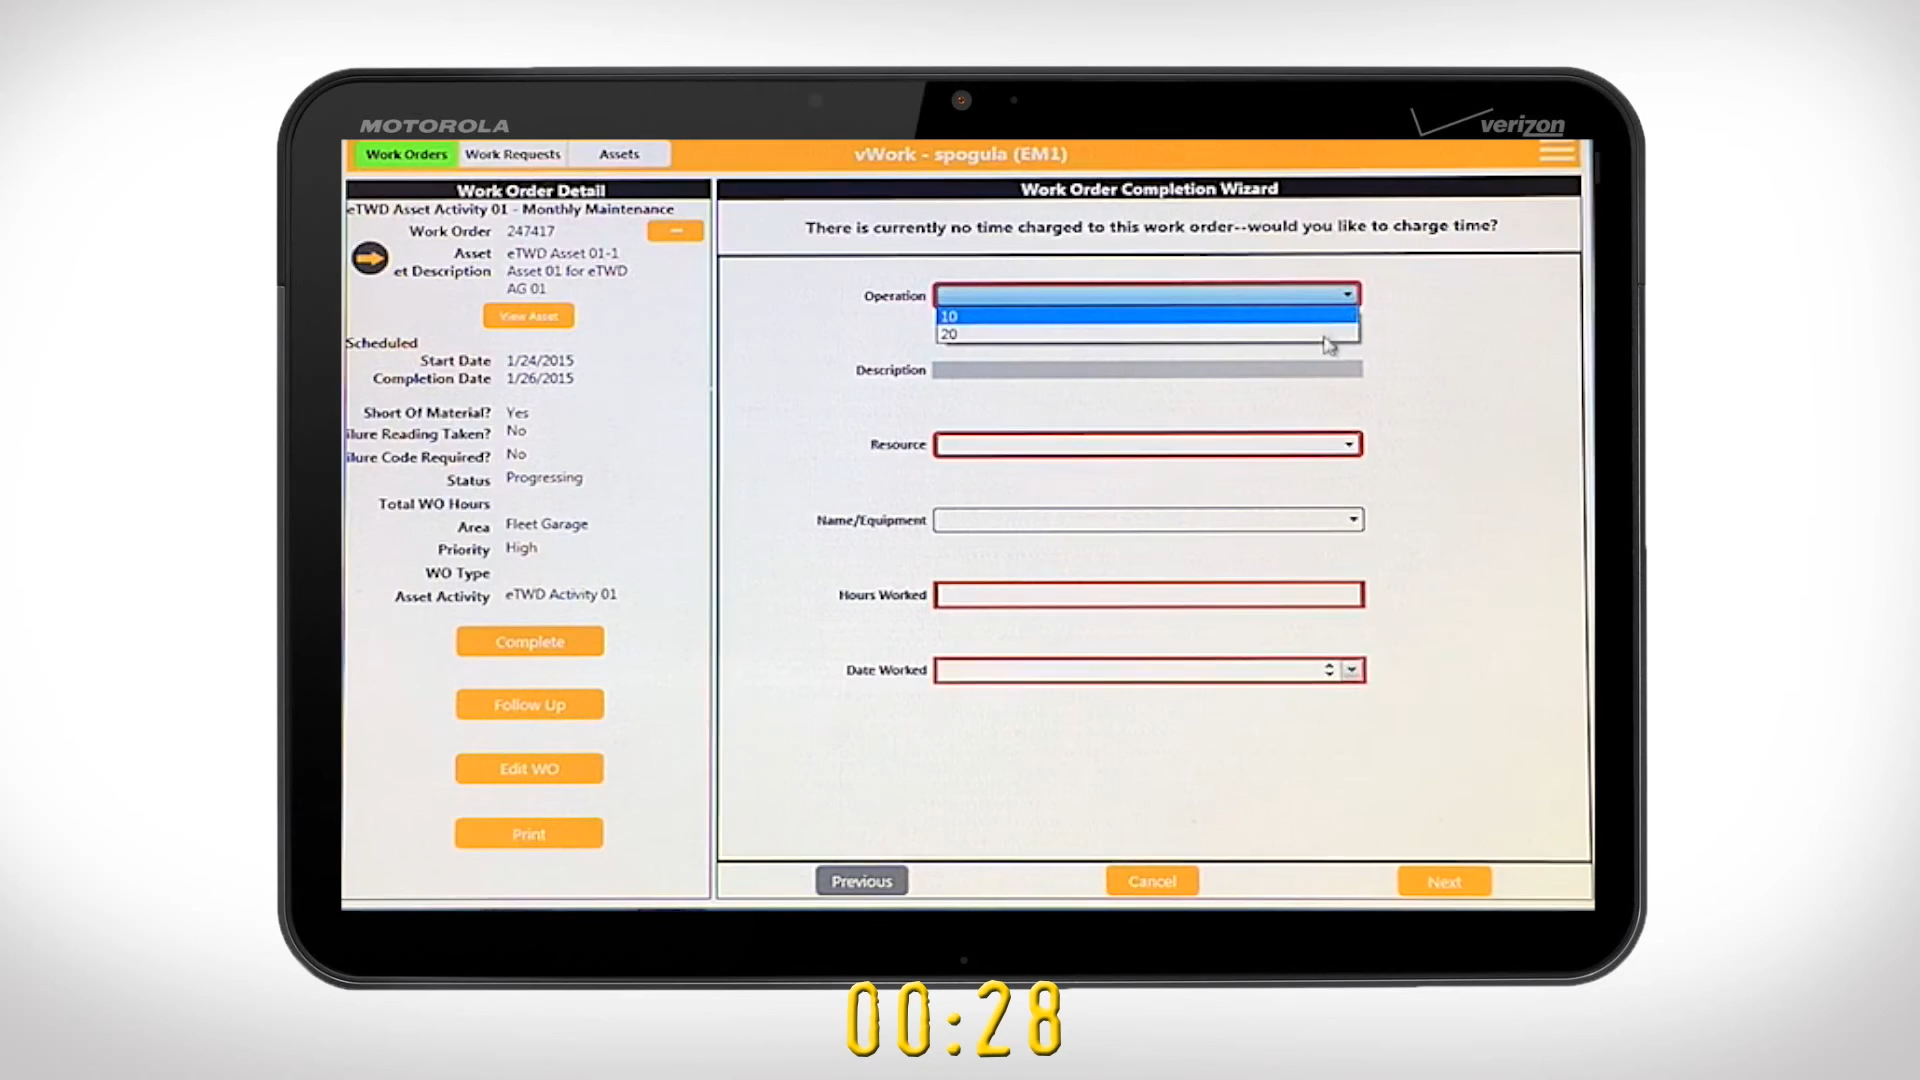 MOTOROLA
verizon
Work Orders Work Requests Assets
vWork - spogula (EM1)
Work Order Detail
eTWD Asset Activity 01 - Monthly Maintenance
Work Order 247417
Asset eTWD Asset 01-1
et Description Asset 01 for eTWD
AG 01
View Asset
Scheduled
Start Date 1/24/2015
Completion Date 1/26/2015
Short Of Material? Yes
ilure Reading Taken? No
ilure Code Required? No
Status Progressing
Total WO Hours
Area Fleet Garage
Priority High
WO Type
Asset Activity eTWD Activity 01
Complete
Follow Up
Edit WO
Print
Work Order Completion Wizard
There is currently no time charged to this work order--would you like to charge time?
Operation
10
20
Description
Resource
Name/Equipment
Hours Worked
Date Worked
Previous Cancel Next
00:28